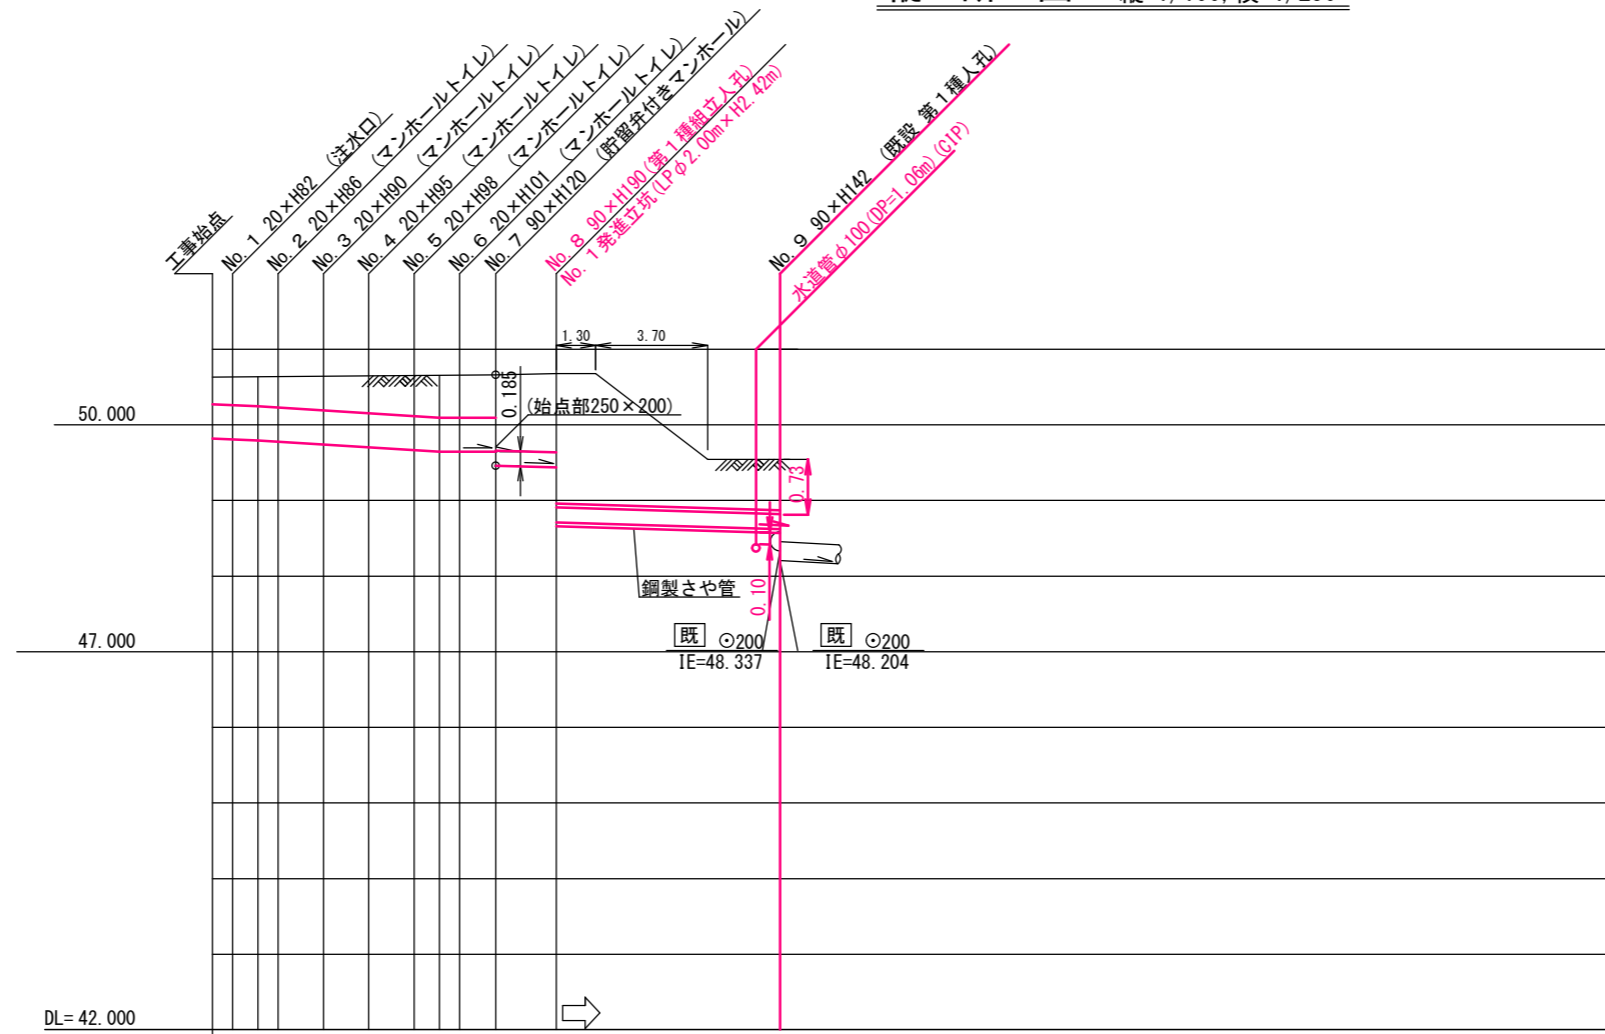 工事始点
No. 1 20×H82 (注水口)
No. 2 20×H86 (マンホールトイレ)
No. 3 20×H90 (マンホールトイレ)
No. 4 20×H95 (マンホールトイレ)
No. 5 20×H98 (マンホールトイレ)
No. 6 20×H101 (マンホールトイレ)
No. 7 90×H120 (貯留弁付きマンホール)
No. 8 90×H190(第1種組立人孔)
No. 1 発進立坑(LPφ2.00m×H2.42m)
No. 9 90×H142 (既設 第1種人孔)
水道管φ100(DP=1.06m)(CIP)
1.30
3.70
0.185
(始点部250×200)
50.000
0.73
鋼製さや管
0.10
47.000
既 ⊙200
IE=48.337
既 ⊙200
IE=48.204
DL=42.000